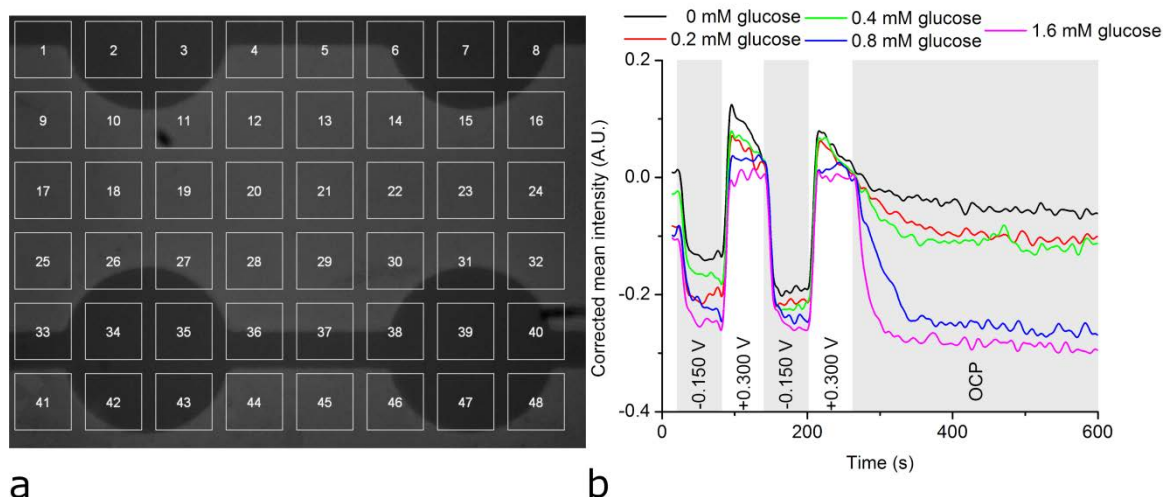 1 2 3 4 5 6 7 8
9 10 11 12 13 14 15 16
17 18 19 20 21 22 23 24
25 26 27 28 29 30 31 32
33 34 35 36 37 38 39 40
41 42 43 44 45 46 47 48
a
0 mM glucose 0.4 mM glucose 1.6 mM glucose
0.2 mM glucose 0.8 mM glucose
Corrected mean intensity (A.U.)
0.2
0.0
-0.2
-0.4
-0.150 V
+0.300 V
-0.150 V
+0.300 V
OCP
0 200 400 600
Time (s)
b